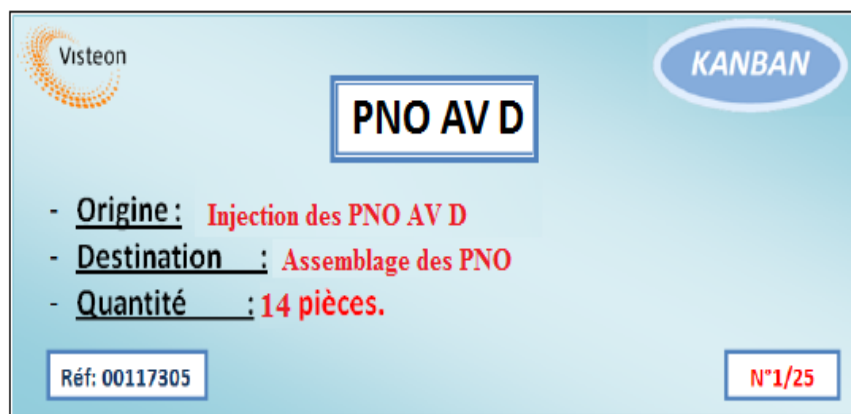 Visteon
KANBAN
PNO AV D
- Origine : Injection des PNO AV D
- Destination : Assemblage des PNO
- Quantité : 14 pièces.
Réf: 00117305
N°1/25